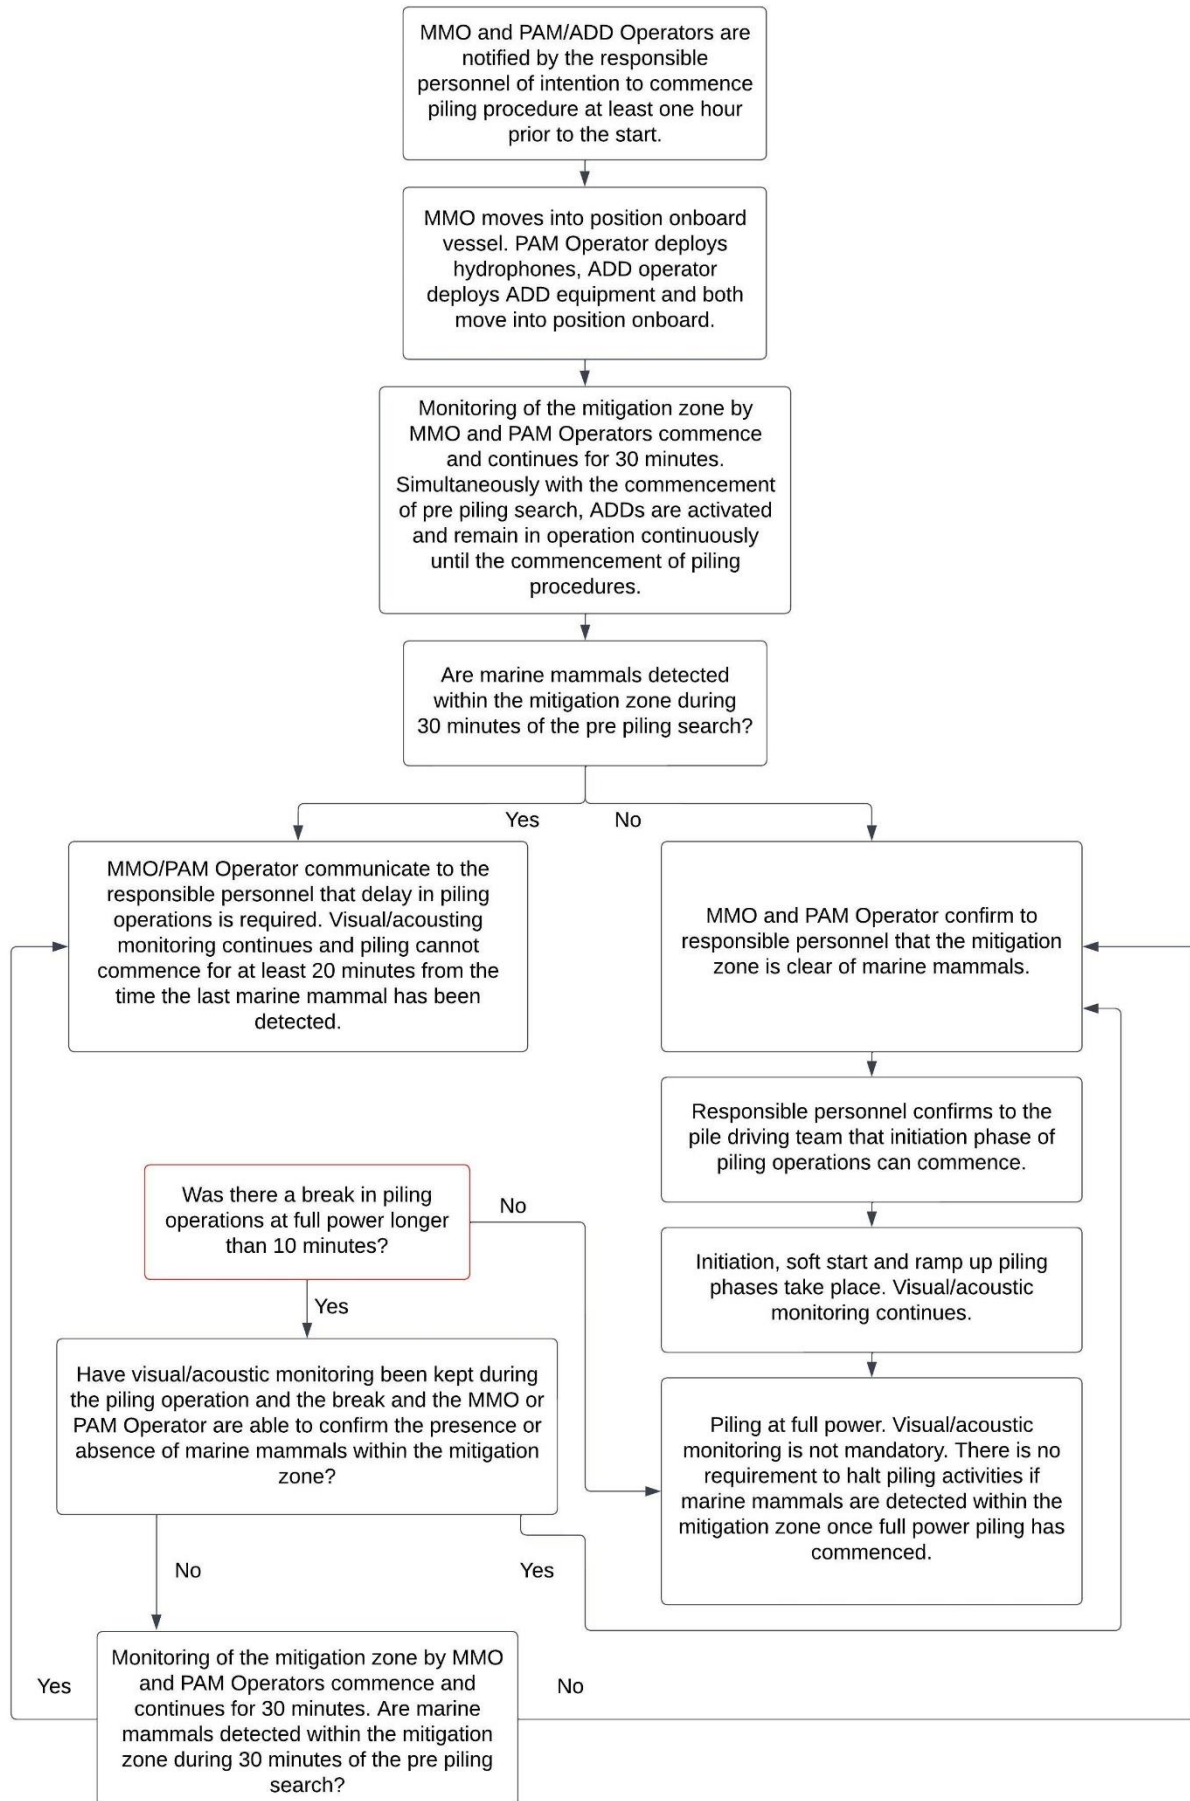 MMO and PAM/ADD Operators are
notified by the responsible
personnel of intention to commence
piling procedure at least one hour
prior to the start.
MMO moves into position onboard
vessel. PAM Operator deploys
hydrophones, ADD operator
deploys ADD equipment and both
move into position onboard.
Monitoring of the mitigation zone by
MMO and PAM Operators commence
and continues for 30 minutes.
Simultaneously with the commencement
of pre piling search, ADDs are activated
and remain in operation continuously
until the commencement of piling
procedures.
Are marine mammals detected
within the mitigation zone during
30 minutes of the pre piling search?
Yes
No
MMO/PAM Operator communicate to the
responsible personnel that delay in piling
operations is required. Visual/acousting
monitoring continues and piling cannot
commence for at least 20 minutes from the
time the last marine mammal has been
detected.
MMO and PAM Operator confirm to
responsible personnel that the mitigation
zone is clear of marine mammals.
Responsible personnel confirms to the
pile driving team that initiation phase of
piling operations can commence.
Was there a break in piling
operations at full power longer
than 10 minutes?
No
Yes
Initiation, soft start and ramp up piling
phases take place. Visual/acoustic
monitoring continues.
Have visual/acoustic monitoring been kept during
the piling operation and the break and the MMO or
PAM Operator are able to confirm the presence or
absence of marine mammals within the mitigation
zone?
Piling at full power. Visual/acoustic
monitoring is not mandatory. There is no
requirement to halt piling activities if
marine mammals are detected within the
mitigation zone once full power piling has
commenced.
No
Yes
Yes
Monitoring of the mitigation zone by MMO
and PAM Operators commence and
continues for 30 minutes. Are marine
mammals detected within the mitigation
zone during 30 minutes of the pre piling
search?
No